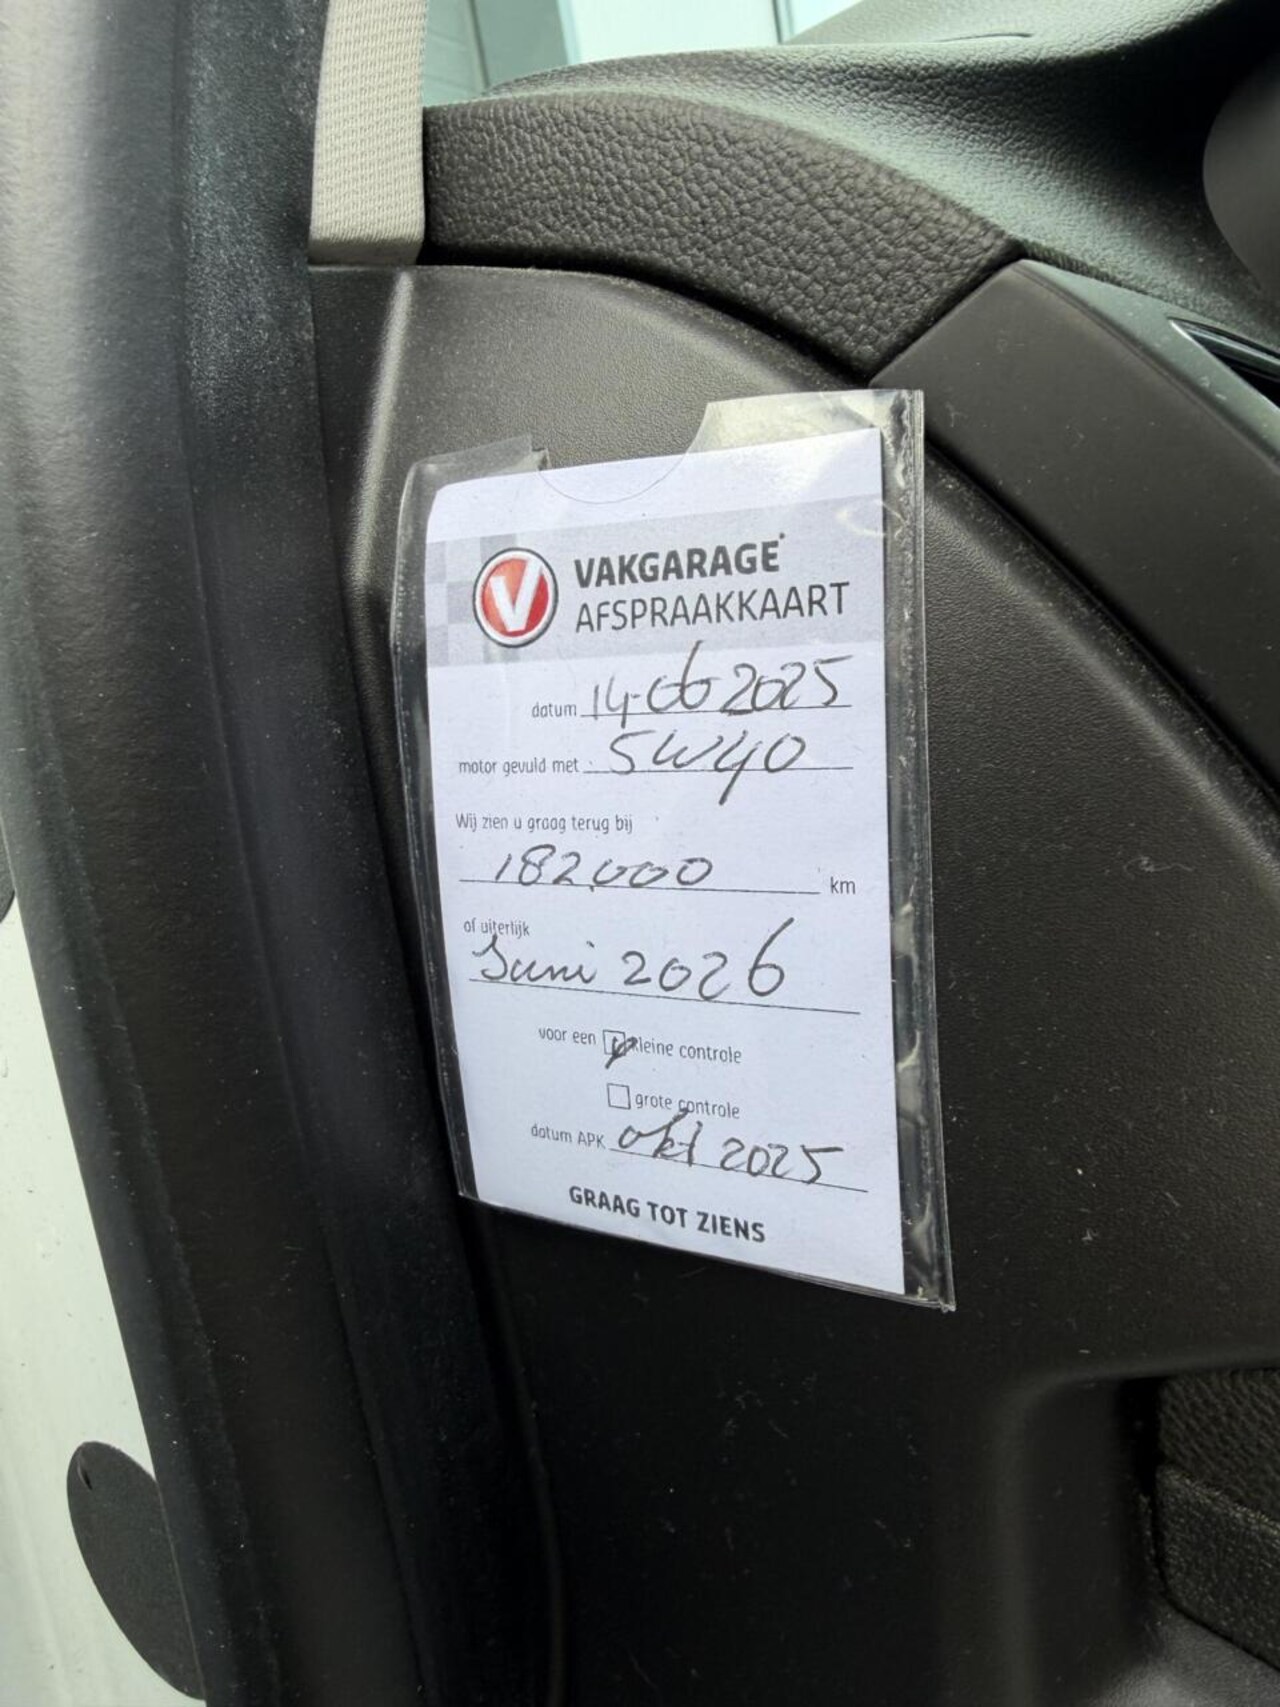 V VAKGARAGE®
AFSPRAAKKAART
datum 14-06 2025
motor gevuld met 5W40
Wij zien u graag terug bij
182.000 km
of uiterlijk
Juni 2026
voor een kleine controle
grote controle
datum APK okt 2025
GRAAG TOT ZIENS